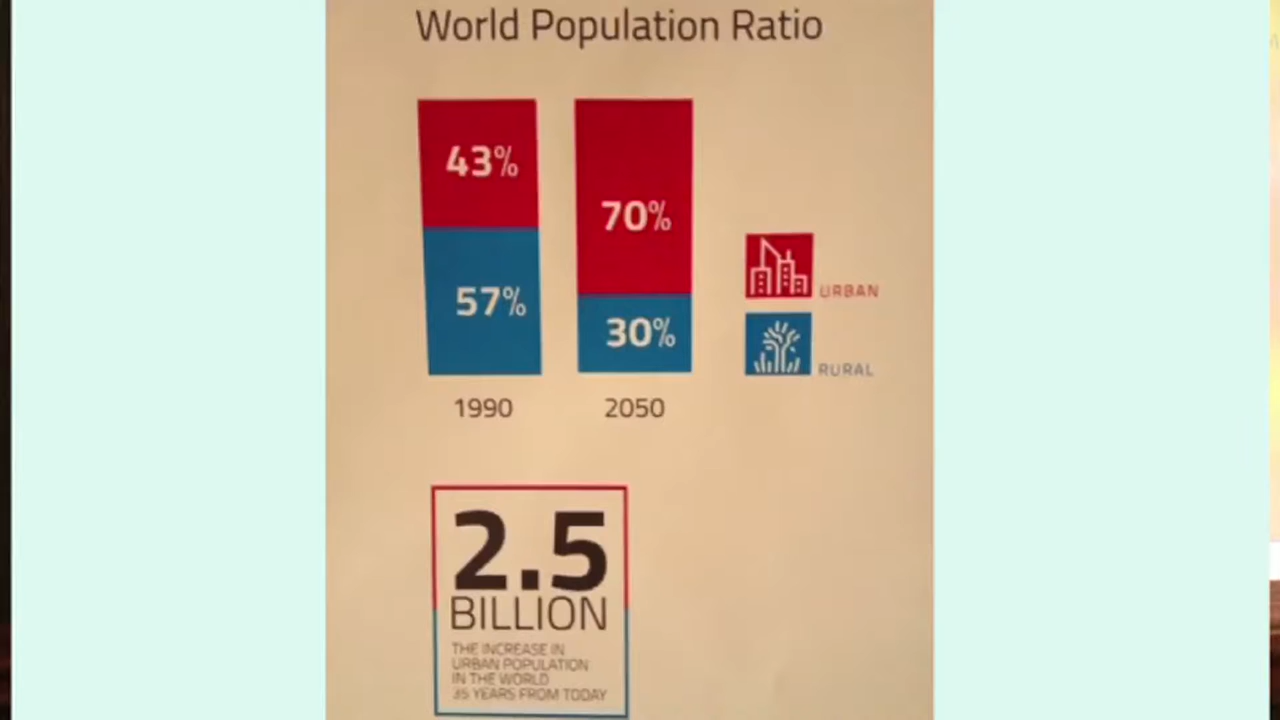 World Population Ratio
43%
70%
57%
30%
URBAN
RURAL
1990
2050
2.5
BILLION
THE INCREASE IN
URBAN POPULATION
IN THE WORLD
35 YEARS FROM TODAY